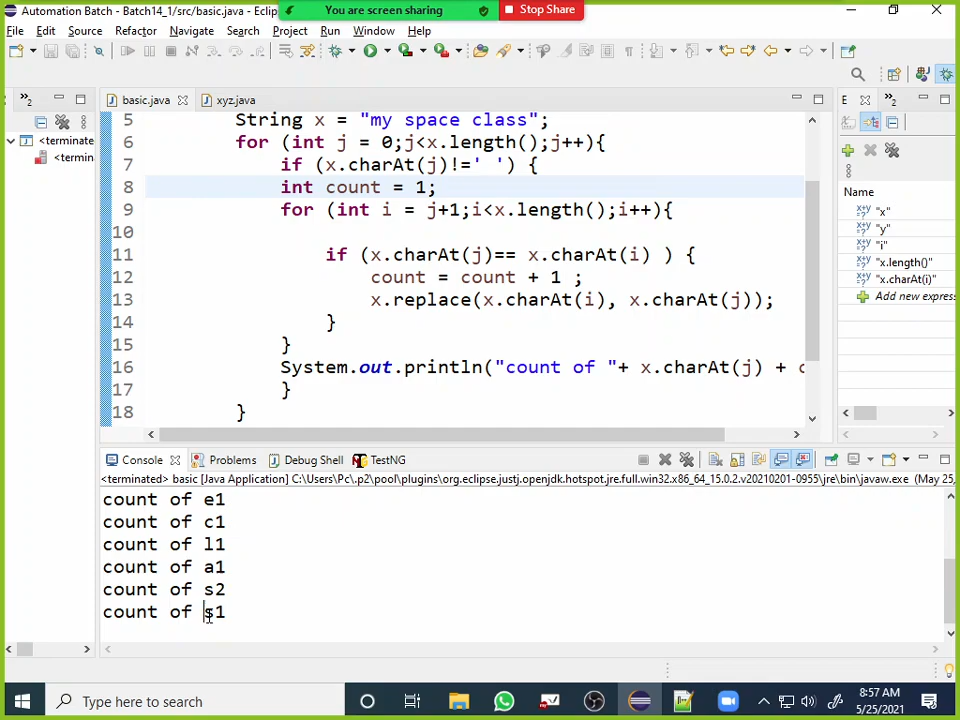 Automation Batch - Batch14_1/src/basic.java - Eclip
You are screen sharing
Stop Share
File Edit Source Refactor Navigate Search Project Run Window Help
basic.java
xyz.java
E
<terminate
<termin
5 String x = "my space class";
6 for (int j = 0;j<x.length();j++){
7 if (x.charAt(j)!=' ') {
8 int count = 1;
9 for (int i = j+1;i<x.length();i++){
10
11 if (x.charAt(j)== x.charAt(i) ) {
12 count = count + 1 ;
13 x.replace(x.charAt(i), x.charAt(j));
14 }
15 }
16 System.out.println("count of "+ x.charAt(j) + c
17 }
18 }
Name
"x"
"y"
"i"
"x.length()"
"x.charAt(i)"
Add new expres
Console Problems Debug Shell TestNG
<terminated> basic [Java Application] C:\Users\Pc\.p2\pool\plugins\org.eclipse.justj.openjdk.hotspot.jre.full.win32.x86_64_15.0.2.v20210201-0955\jre\bin\javaw.exe (May 25,
count of e1
count of c1
count of l1
count of a1
count of s2
count of s1
Type here to search
8:57 AM
5/25/2021